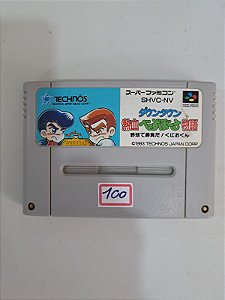 TECHNŌS
スーパーファミコン
SHVC-NV
ダウンタウン
熱血べーすぼーる物語
野球で勝負だ!くにおくん
©1993 TECHNOS JAPAN CORP.
100